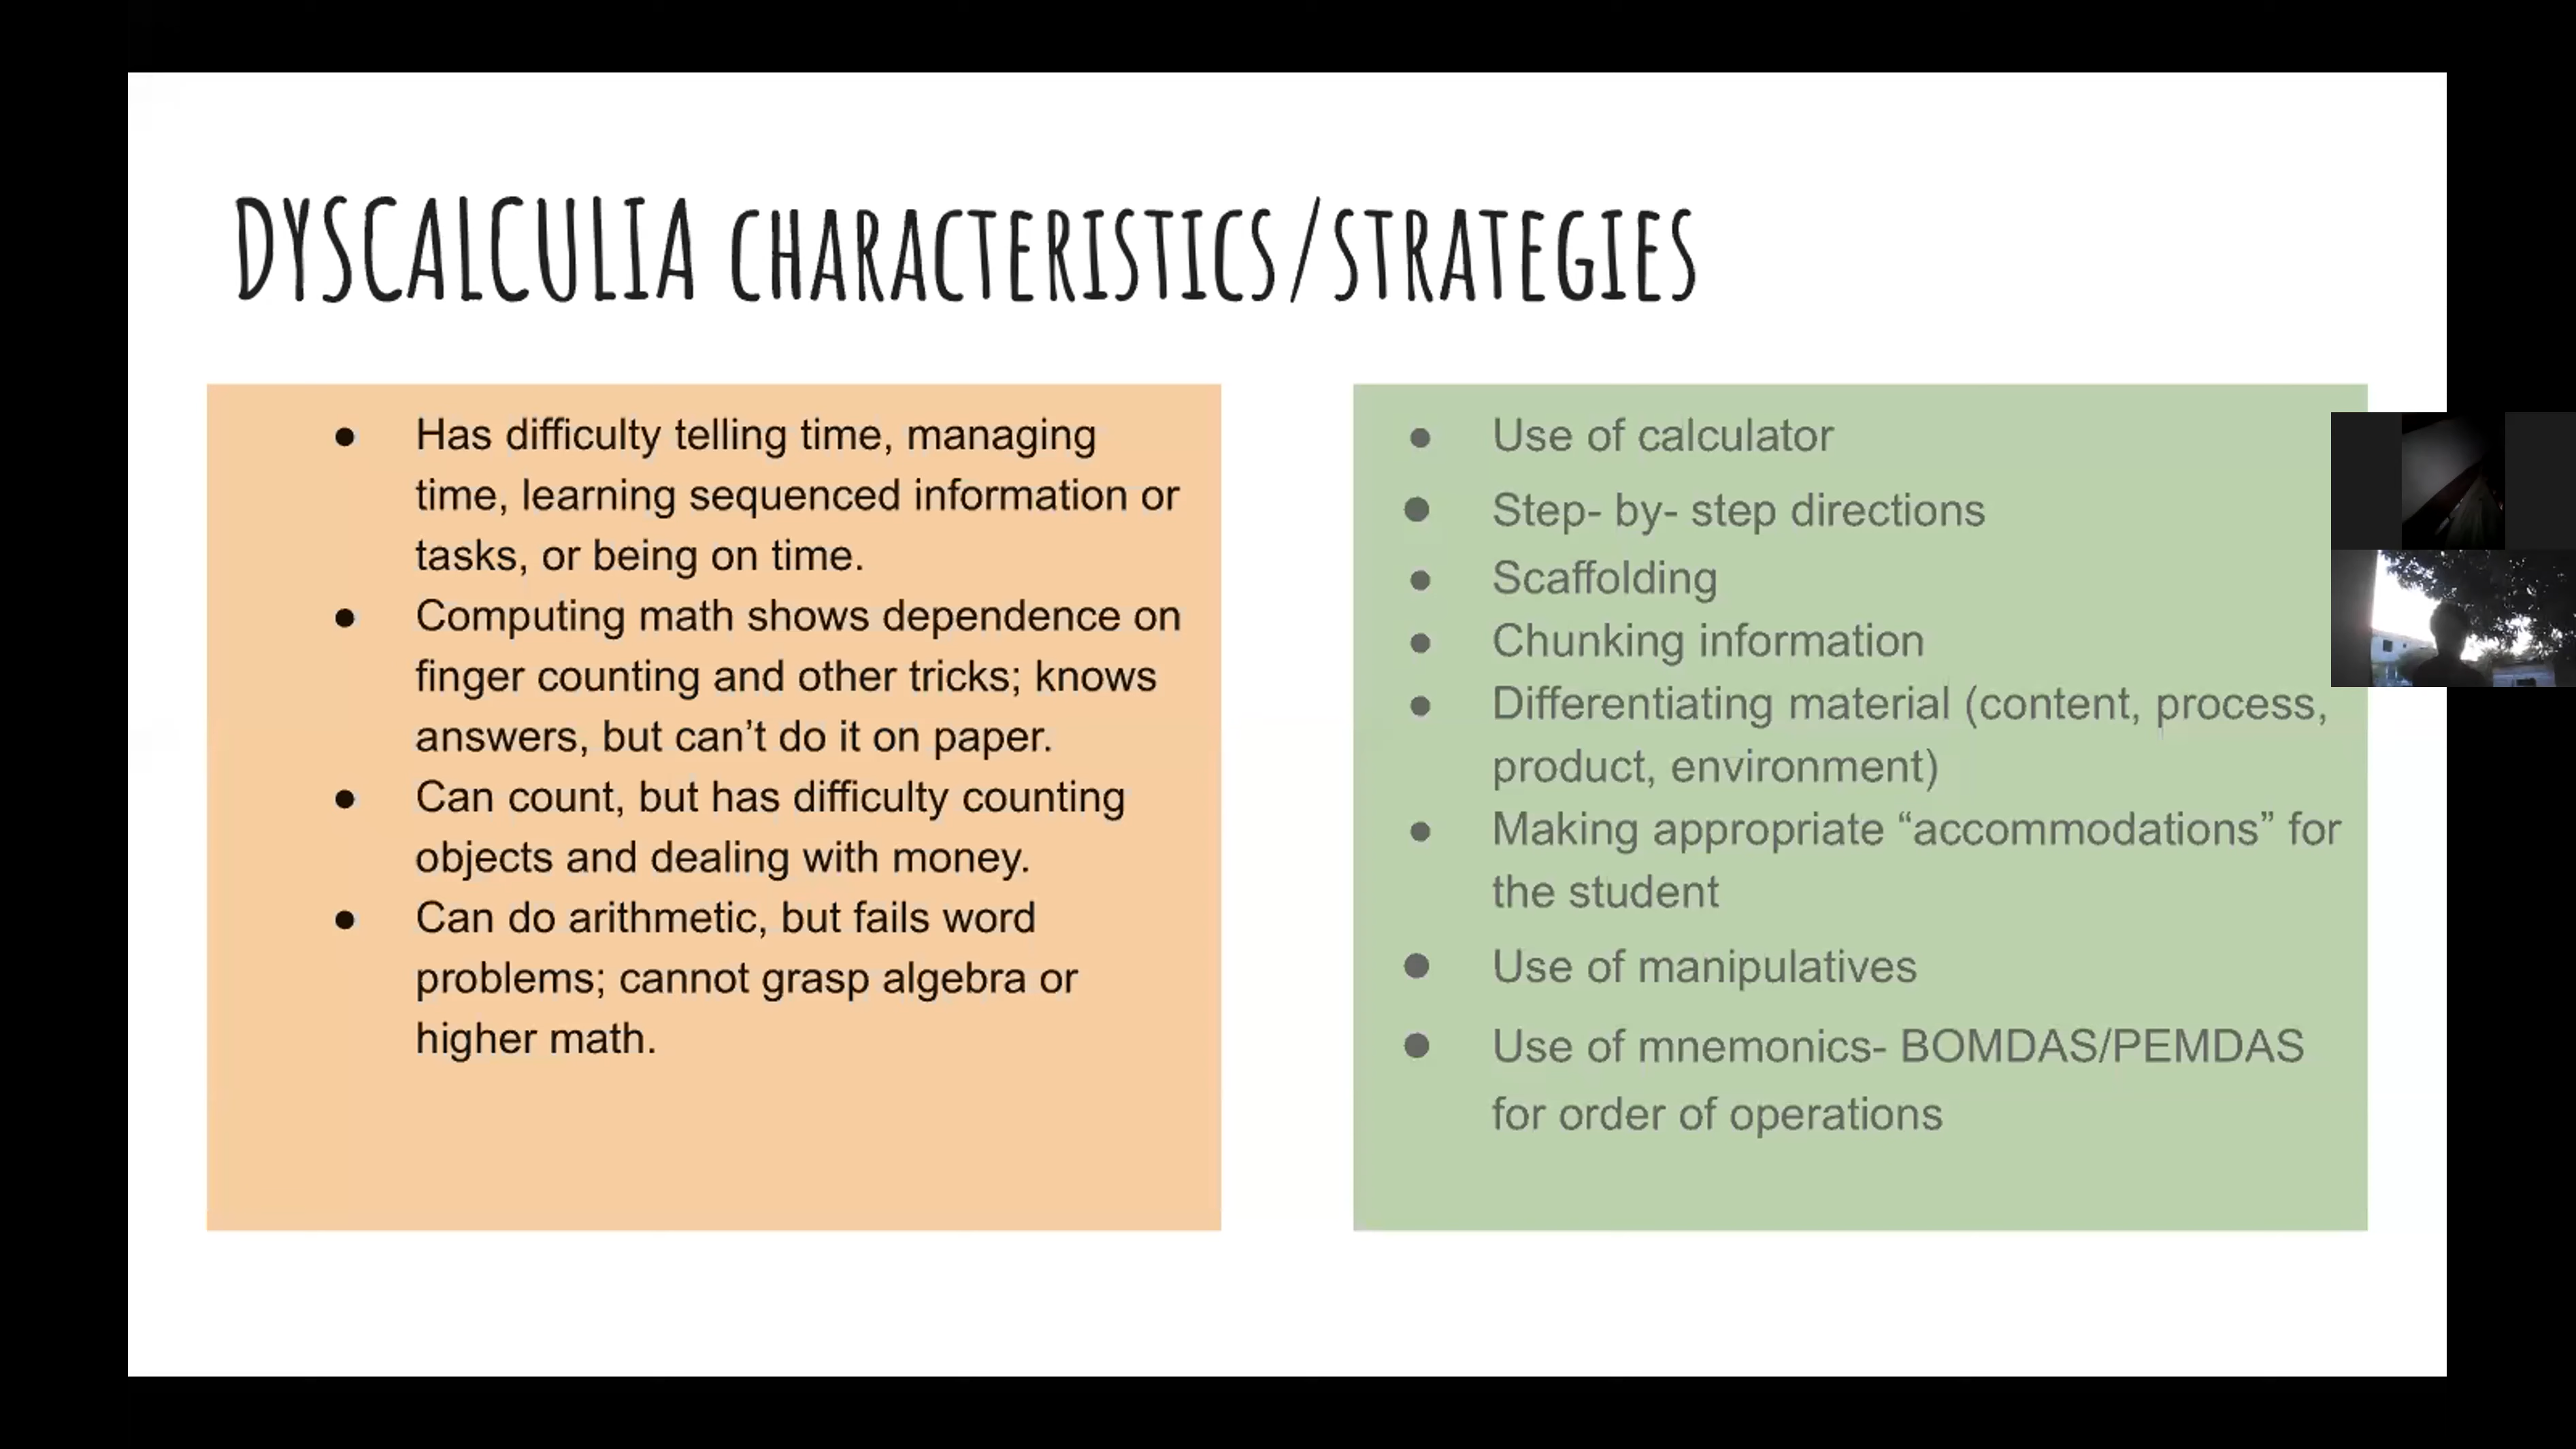 DYSCALCULIA CHARACTERISTICS/STRATEGIES
● Has difficulty telling time, managing
time, learning sequenced information or
tasks, or being on time.
● Computing math shows dependence on
finger counting and other tricks; knows
answers, but can’t do it on paper.
● Can count, but has difficulty counting
objects and dealing with money.
● Can do arithmetic, but fails word
problems; cannot grasp algebra or
higher math.
● Use of calculator
● Step- by- step directions
● Scaffolding
● Chunking information
● Differentiating material (content, process,
product, environment)
● Making appropriate “accommodations” for
the student
● Use of manipulatives
● Use of mnemonics- BOMDAS/PEMDAS
for order of operations